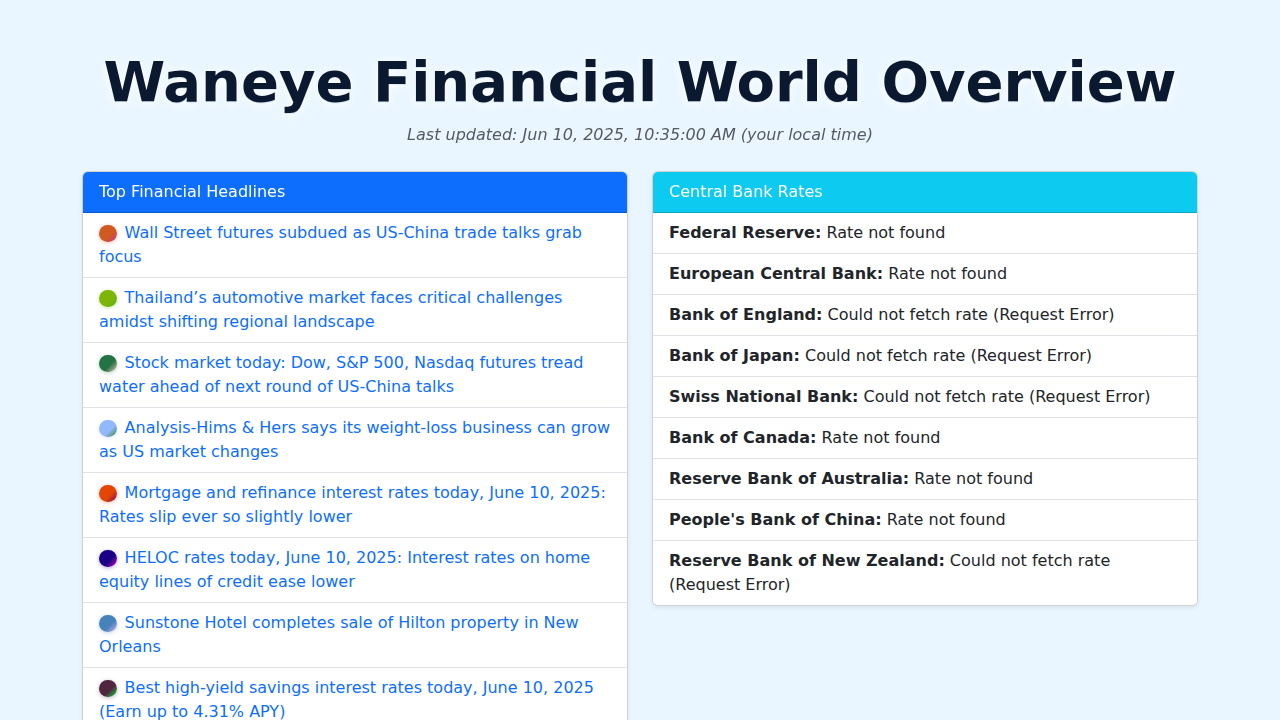 Waneye Financial World Overview
Last updated: Jun 10, 2025, 10:35:00 AM (your local time)
Top Financial Headlines
Wall Street futures subdued as US-China trade talks grab
focus
Thailand’s automotive market faces critical challenges
amidst shifting regional landscape
Stock market today: Dow, S&P 500, Nasdaq futures tread
water ahead of next round of US-China talks
Analysis-Hims & Hers says its weight-loss business can grow
as US market changes
Mortgage and refinance interest rates today, June 10, 2025:
Rates slip ever so slightly lower
HELOC rates today, June 10, 2025: Interest rates on home
equity lines of credit ease lower
Sunstone Hotel completes sale of Hilton property in New
Orleans
Best high-yield savings interest rates today, June 10, 2025
(Earn up to 4.31% APY)
Central Bank Rates
Federal Reserve: Rate not found
European Central Bank: Rate not found
Bank of England: Could not fetch rate (Request Error)
Bank of Japan: Could not fetch rate (Request Error)
Swiss National Bank: Could not fetch rate (Request Error)
Bank of Canada: Rate not found
Reserve Bank of Australia: Rate not found
People's Bank of China: Rate not found
Reserve Bank of New Zealand: Could not fetch rate
(Request Error)